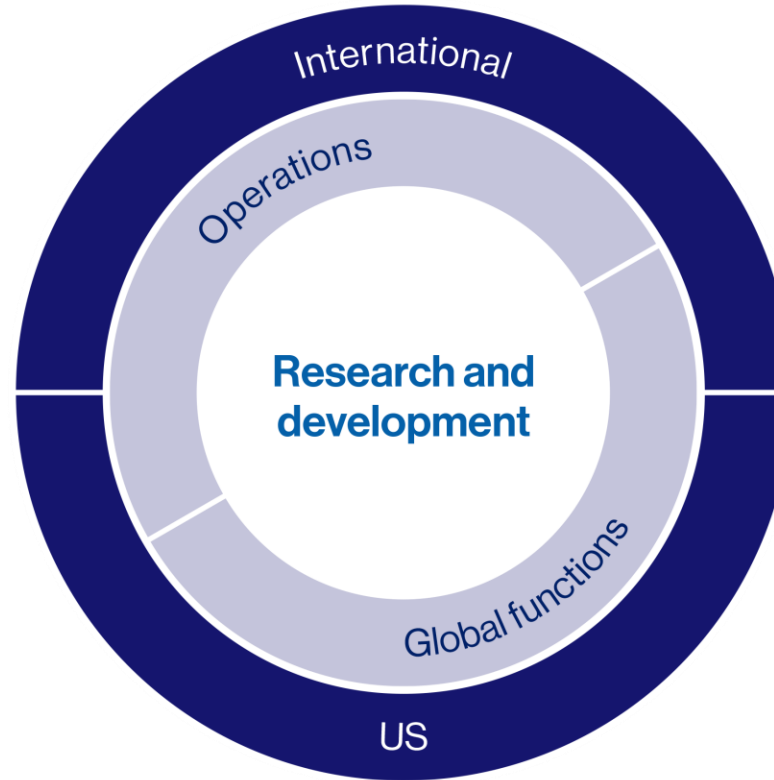 International
Operations
Research and
development
Global functions
US